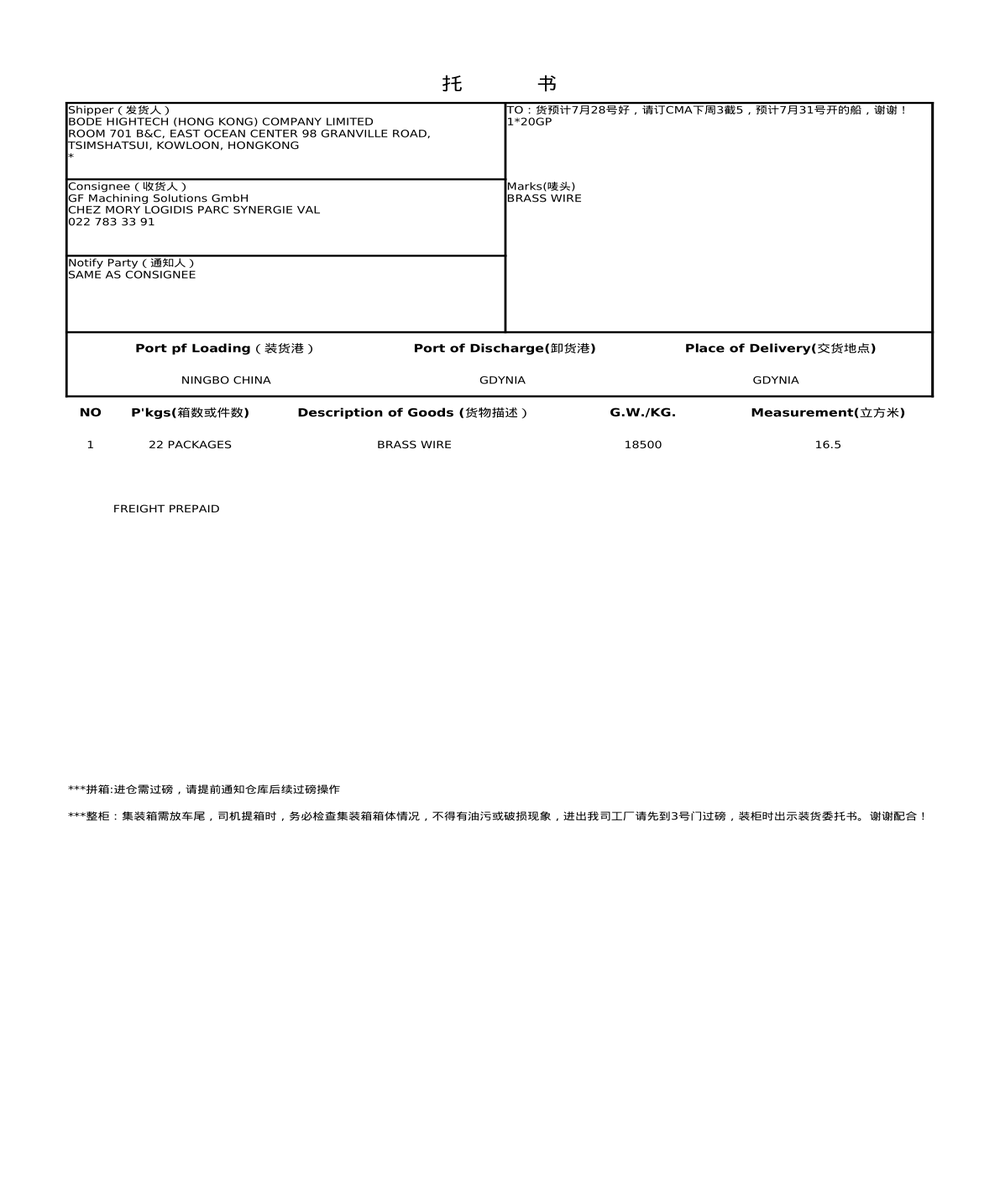 托 书
Shipper（发货人）
BODE HIGHTECH (HONG KONG) COMPANY LIMITED
ROOM 701 B&C, EAST OCEAN CENTER 98 GRANVILLE ROAD,
TSIMSHATSUI, KOWLOON, HONGKONG
*
TO：货预计7月28号好，请订CMA下周3截5，预计7月31号开的船，谢谢！
1*20GP
Consignee（收货人）
GF Machining Solutions GmbH
CHEZ MORY LOGIDIS PARC SYNERGIE VAL
022 783 33 91
Marks(唛头)
BRASS WIRE
Notify Party（通知人）
SAME AS CONSIGNEE
Port pf Loading（装货港） Port of Discharge(卸货港) Place of Delivery(交货地点)
NINGBO CHINA GDYNIA GDYNIA
NO P'kgs(箱数或件数) Description of Goods (货物描述） G.W./KG. Measurement(立方米)
1 22 PACKAGES BRASS WIRE 18500 16.5
FREIGHT PREPAID
***拼箱:进仓需过磅，请提前通知仓库后续过磅操作
***整柜：集装箱需放车尾，司机提箱时，务必检查集装箱箱体情况，不得有油污或破损现象，进出我司工厂请先到3号门过磅，装柜时出示装货委托书。谢谢配合！